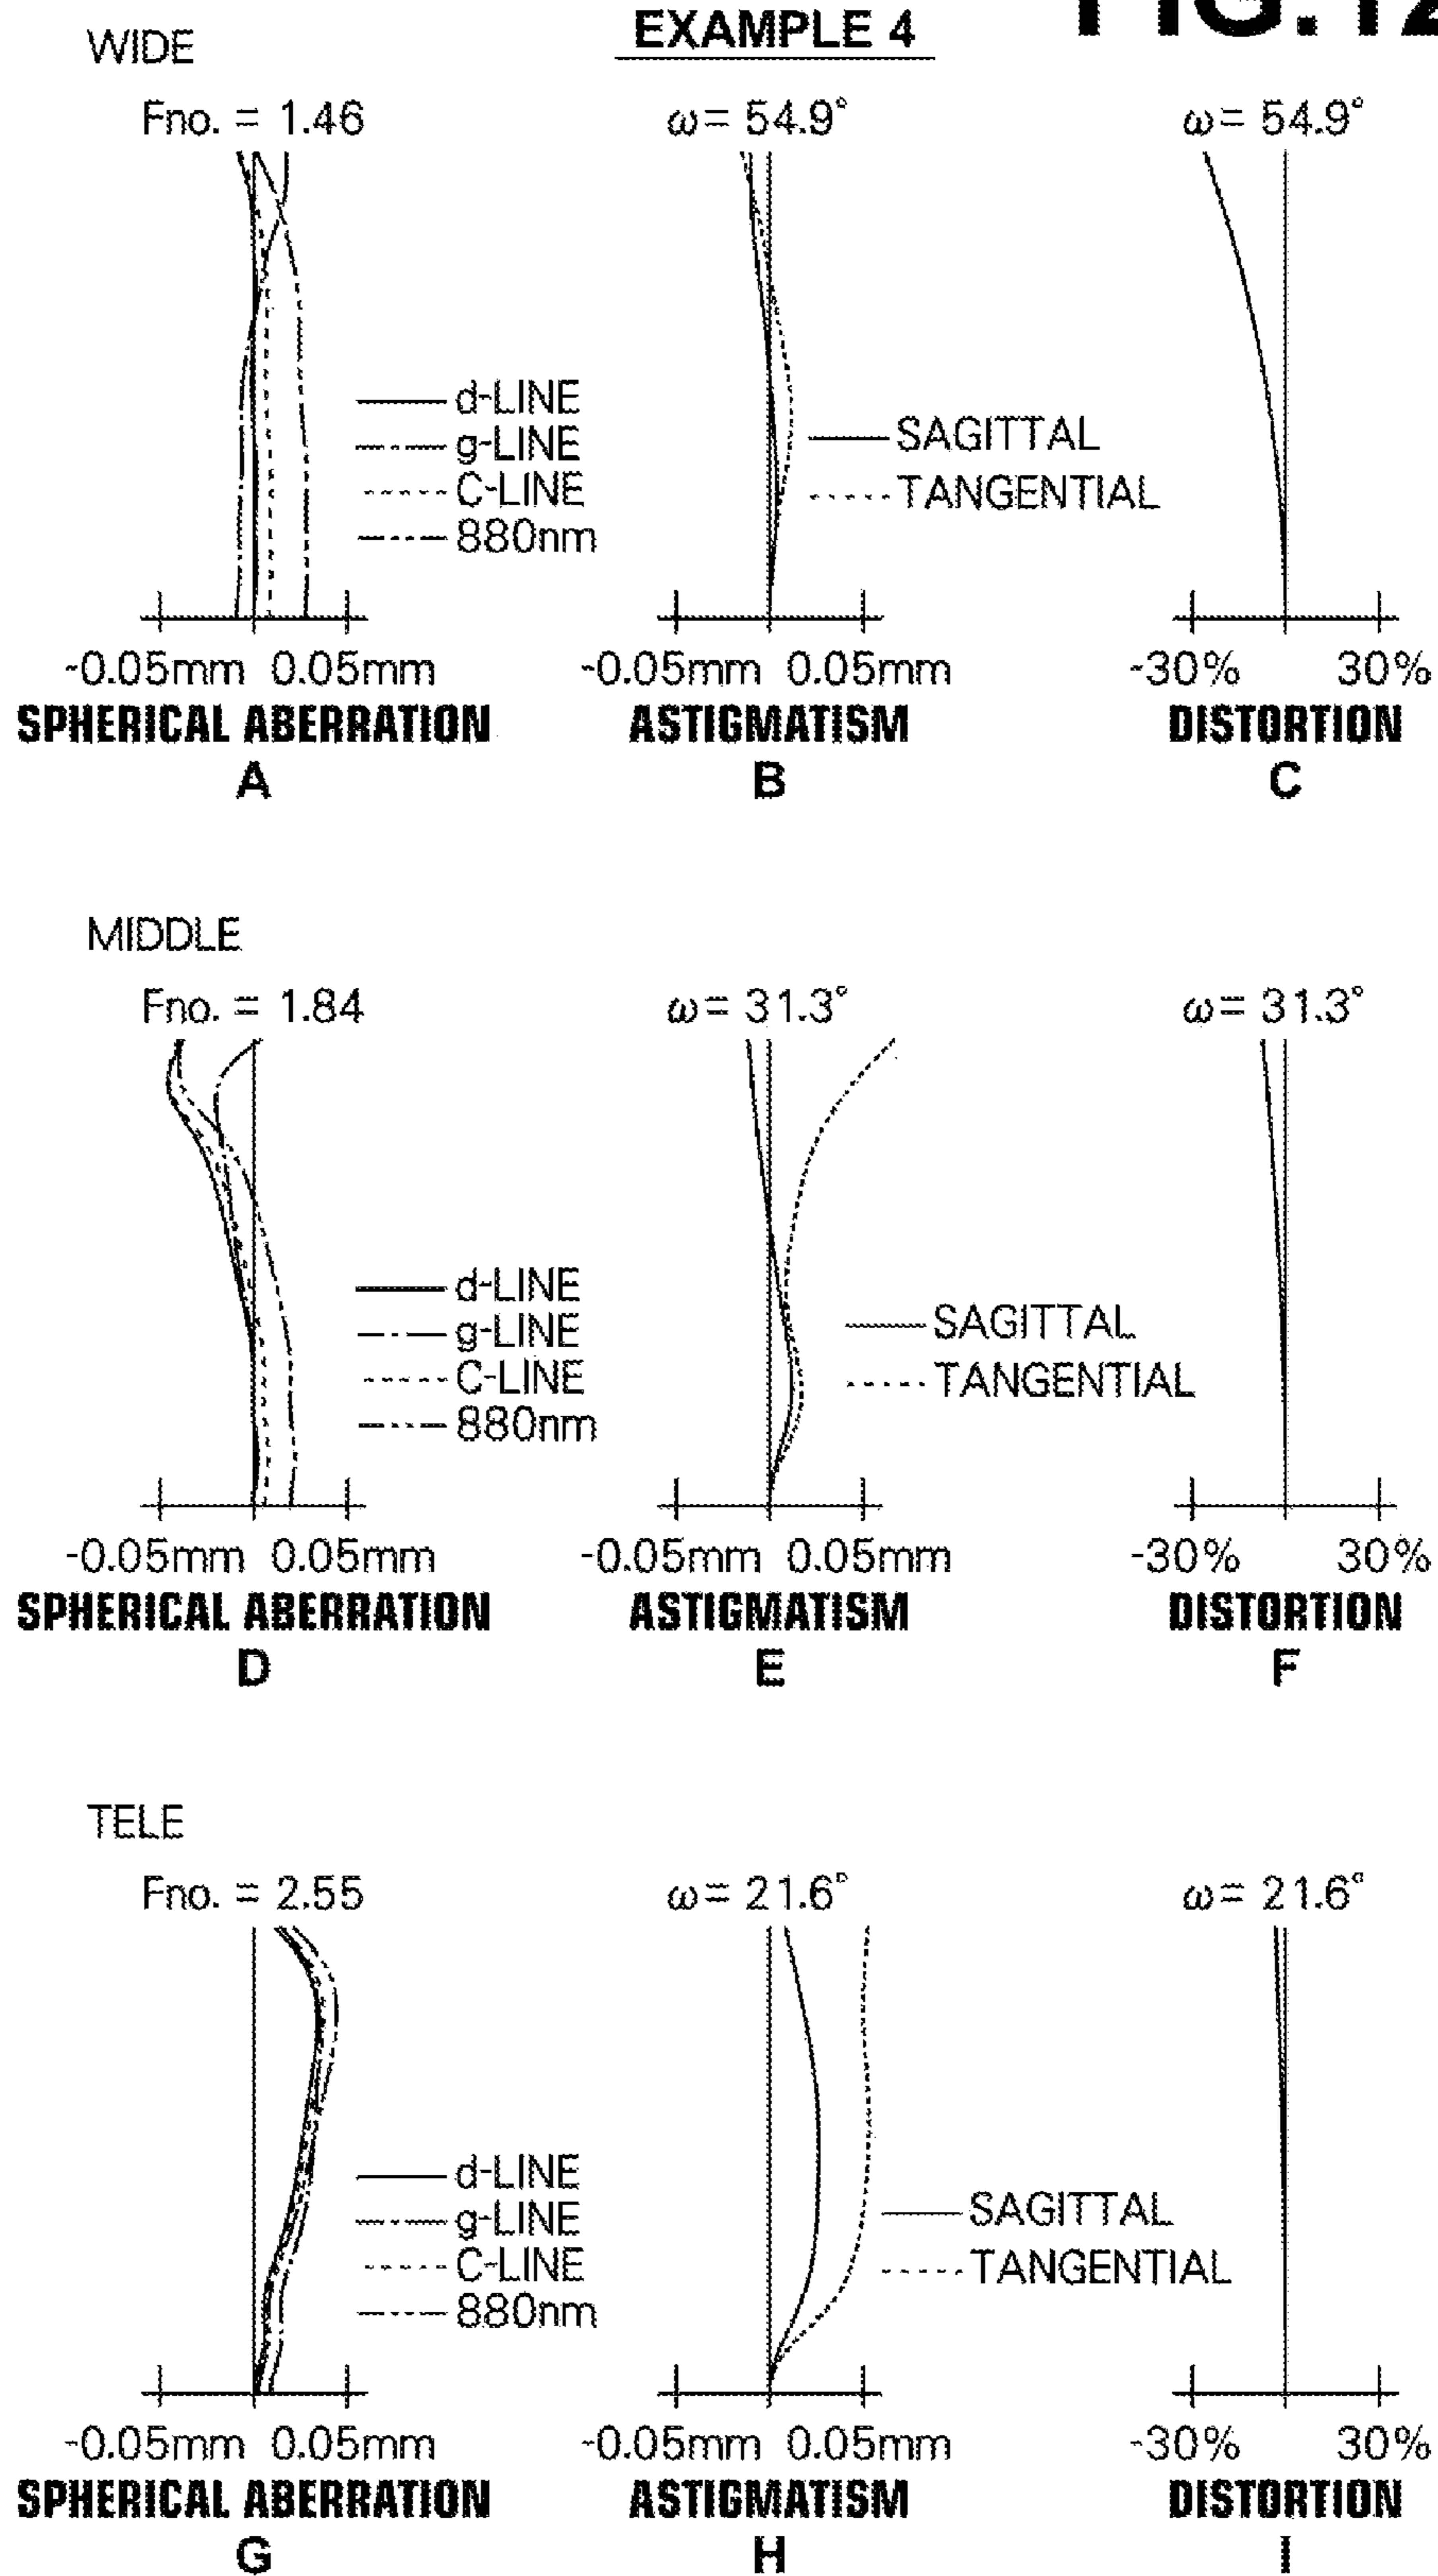 FIG.12
EXAMPLE 4
WIDE
Fno. = 1.46
ω= 54.9°
ω= 54.9°
d-LINE
g-LINE
C-LINE
880nm
SAGITTAL
TANGENTIAL
-0.05mm 0.05mm
-0.05mm 0.05mm
-30% 30%
SPHERICAL ABERRATION
ASTIGMATISM
DISTORTION
A
B
C
MIDDLE
Fno. = 1.84
ω= 31.3°
ω= 31.3°
d-LINE
g-LINE
C-LINE
880nm
SAGITTAL
TANGENTIAL
-0.05mm 0.05mm
-0.05mm 0.05mm
-30% 30%
SPHERICAL ABERRATION
ASTIGMATISM
DISTORTION
D
E
F
TELE
Fno. = 2.55
ω= 21.6°
ω= 21.6°
d-LINE
g-LINE
C-LINE
880nm
SAGITTAL
TANGENTIAL
-0.05mm 0.05mm
-0.05mm 0.05mm
-30% 30%
SPHERICAL ABERRATION
ASTIGMATISM
DISTORTION
G
H
I